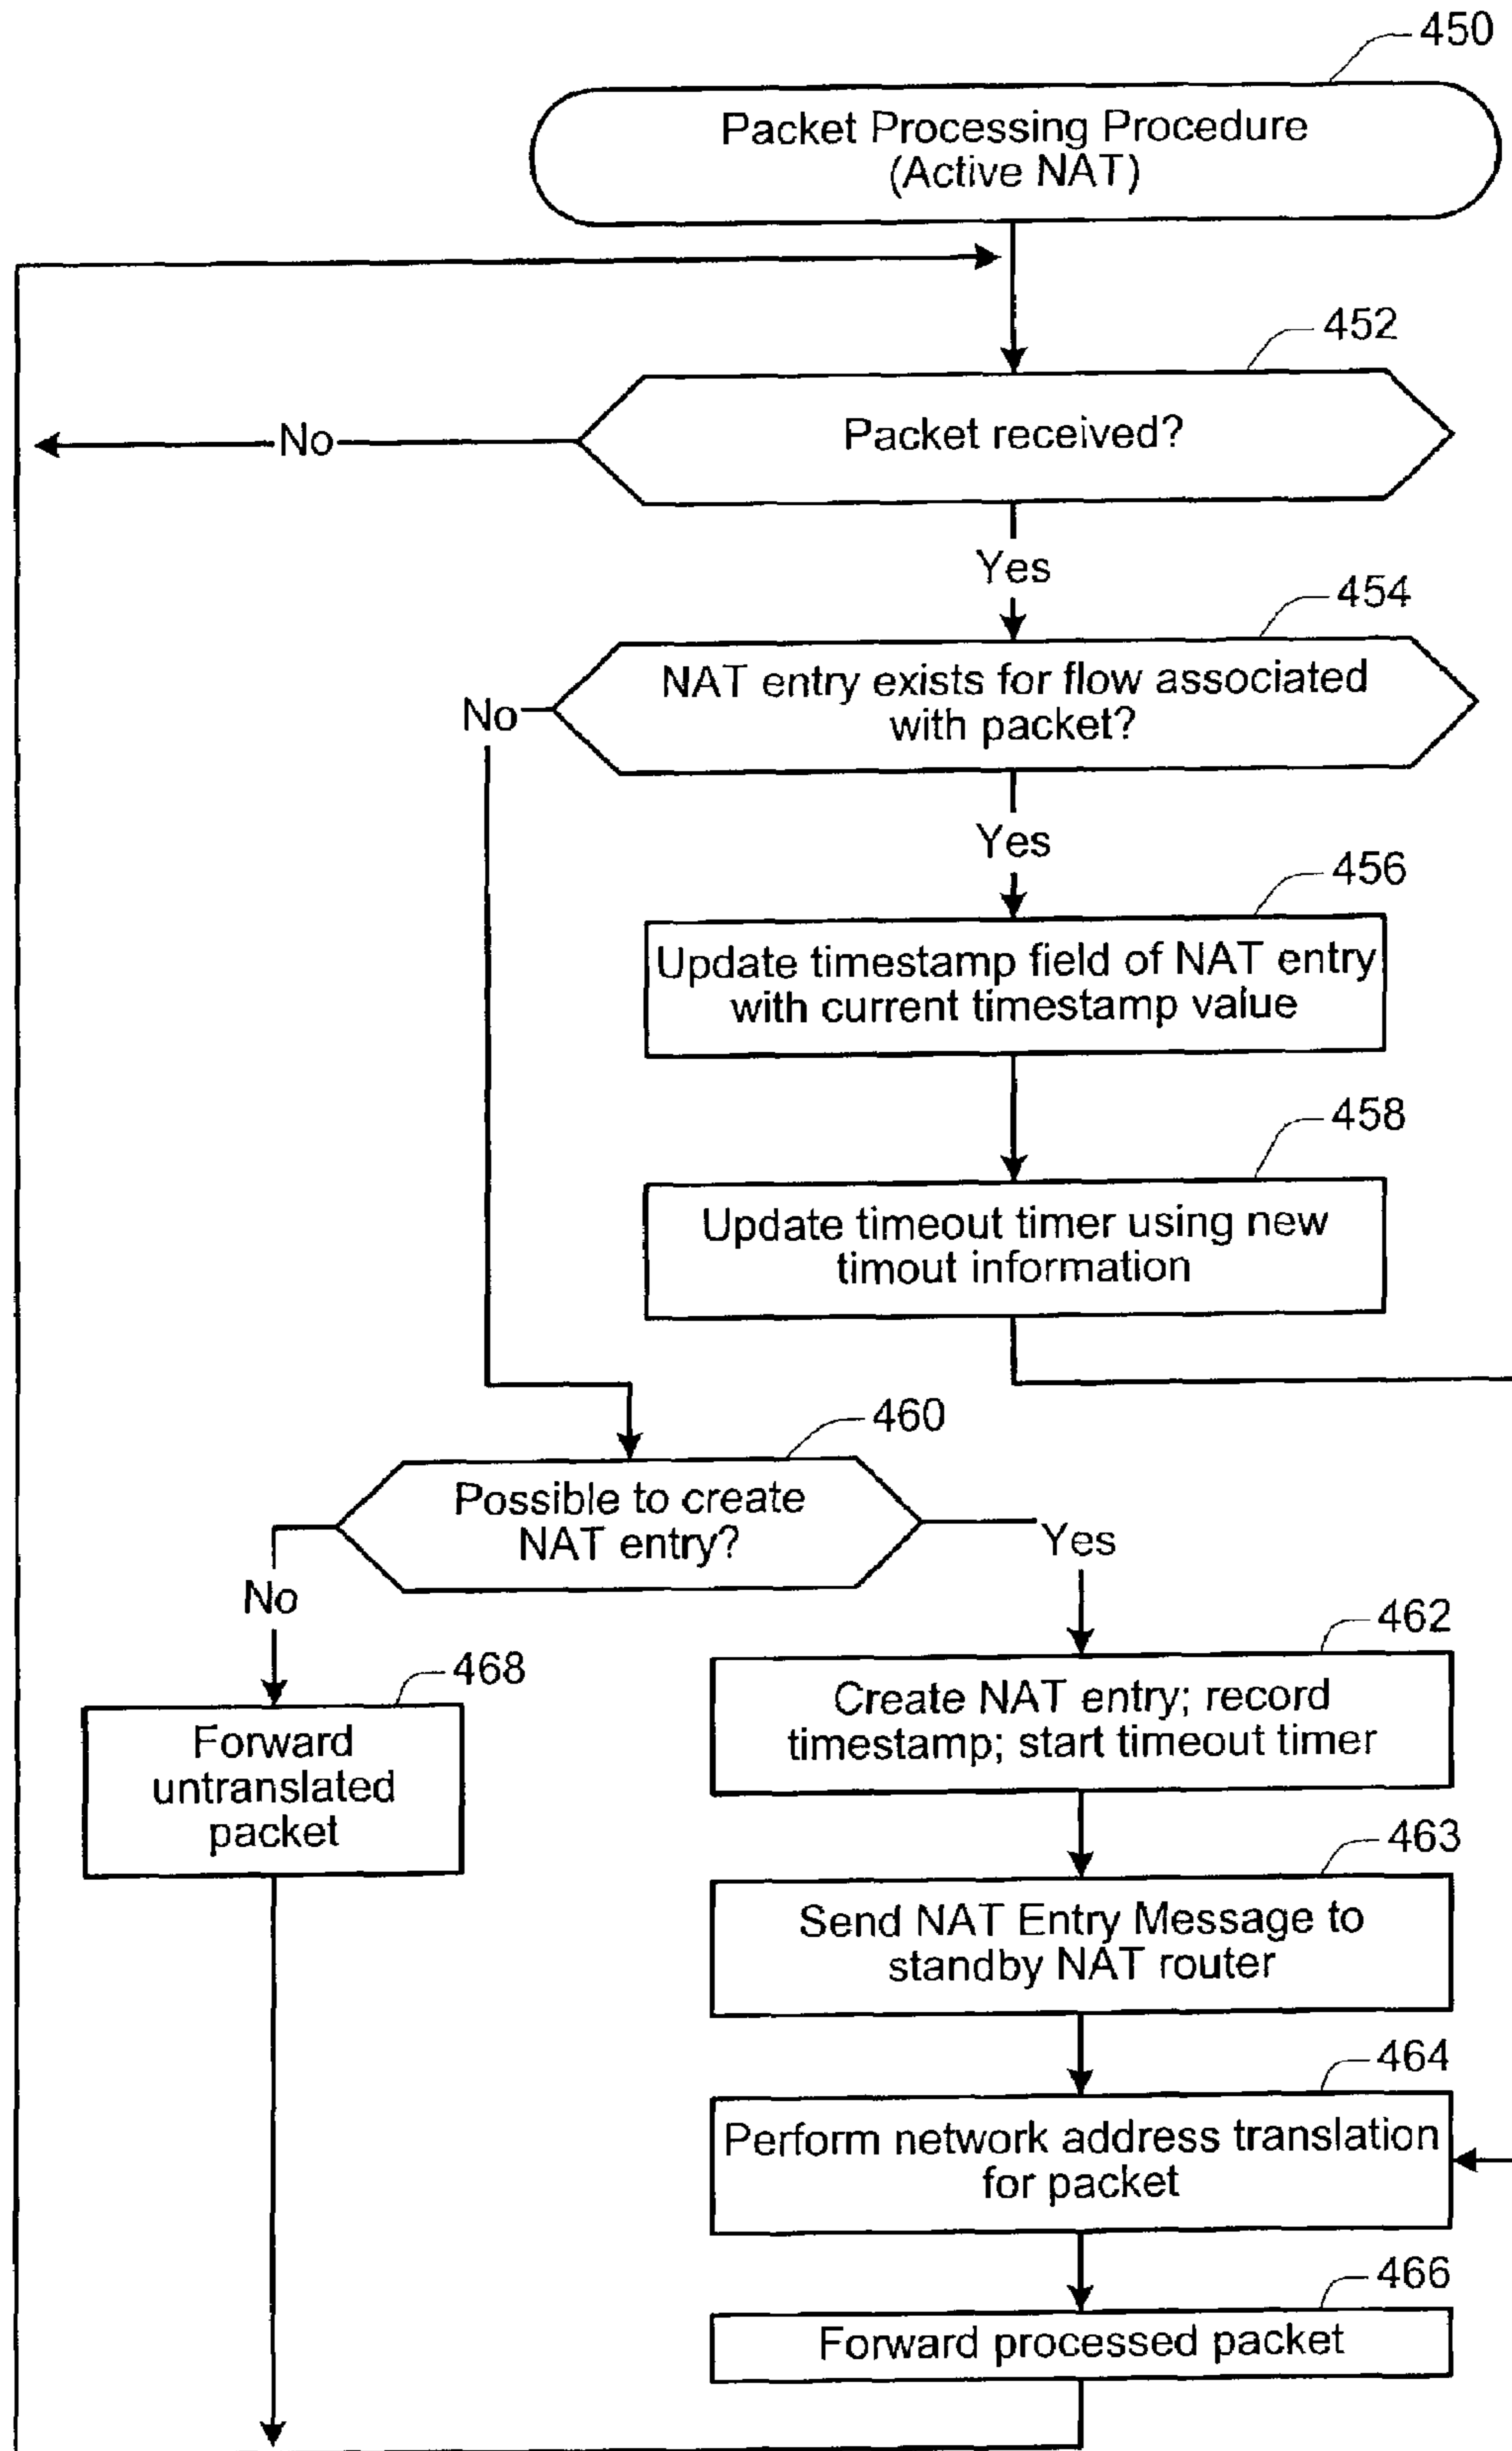 450
Packet Processing Procedure
(Active NAT)
452
Packet received?
No
Yes
454
NAT entry exists for flow associated
with packet?
No
Yes
456
Update timestamp field of NAT entry
with current timestamp value
458
Update timeout timer using new
timout information
460
Possible to create
NAT entry?
Yes
No
462
Create NAT entry; record
timestamp; start timeout timer
468
Forward
untranslated
packet
463
Send NAT Entry Message to
standby NAT router
464
Perform network address translation
for packet
466
Forward processed packet